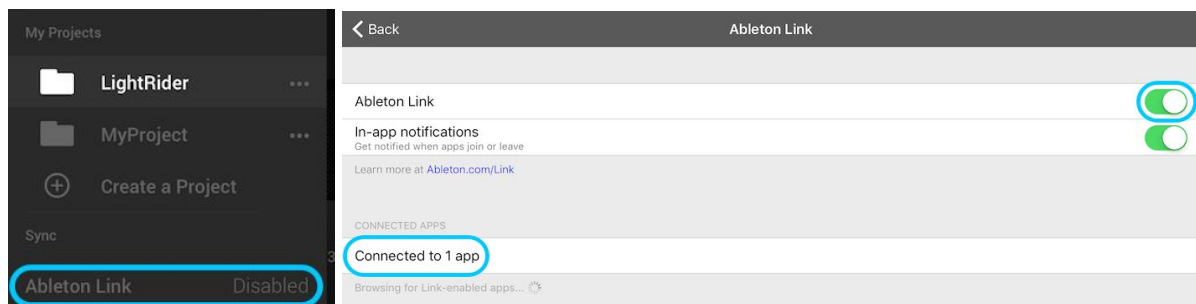 My Projects
LightRider
MyProject
Create a Project
Sync
Ableton Link Disabled
3
Back
Ableton Link
Ableton Link
In-app notifications
Get notified when apps join or leave
Learn more at Ableton.com/Link
CONNECTED APPS
Connected to 1 app
Browsing for Link-enabled apps...